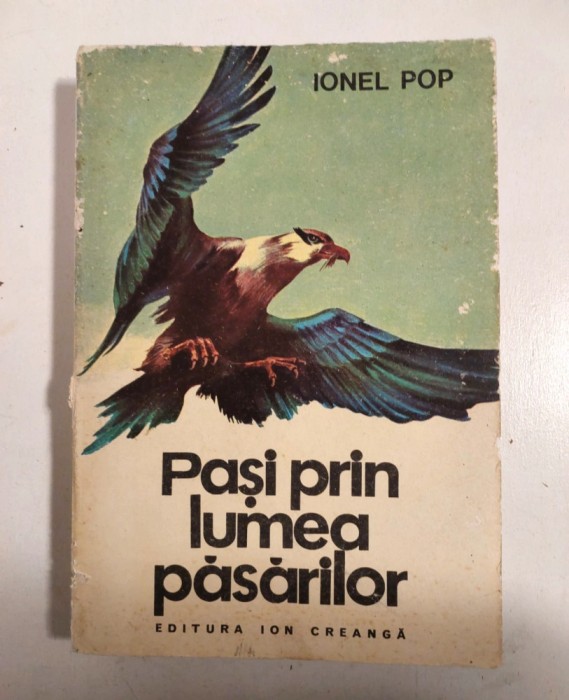 IONEL POP
Pași prin
lumea
păsărilor
EDITURA ION CREANGĂ